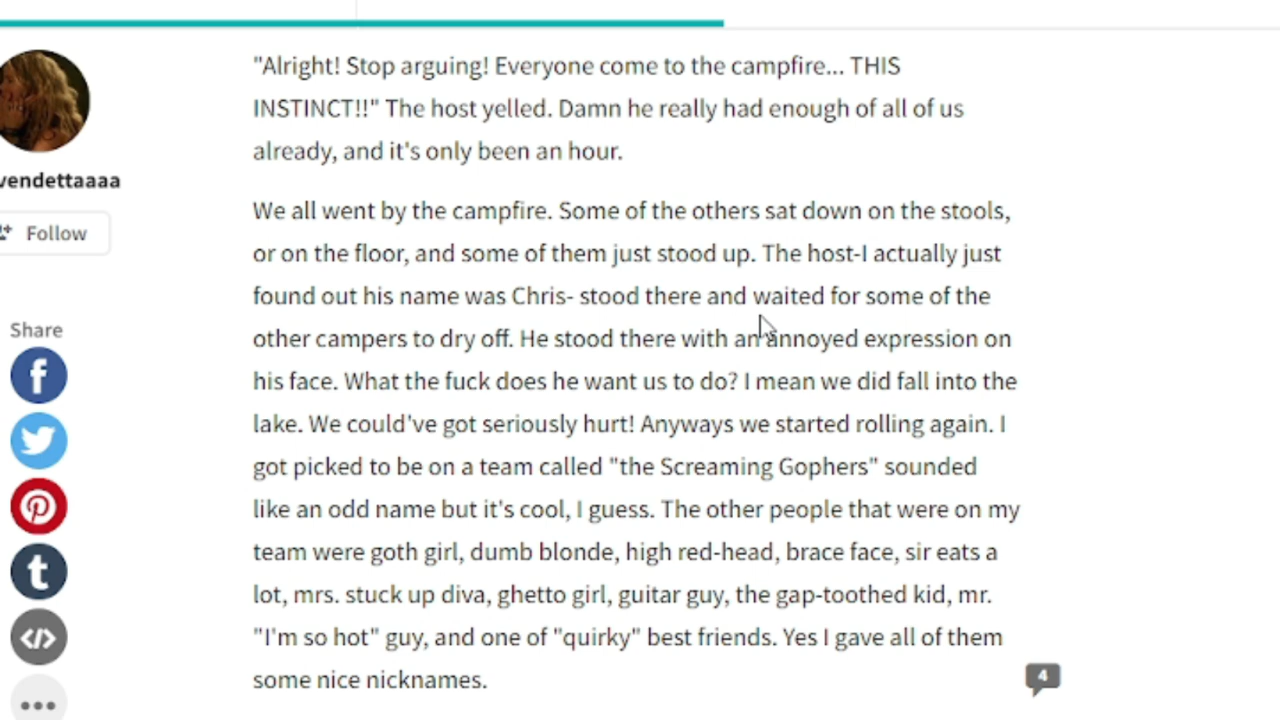 "Alright! Stop arguing! Everyone come to the campfire... THIS
INSTINCT!!" The host yelled. Damn he really had enough of all of us
already, and it's only been an hour.
vendettaaaa
Follow
We all went by the campfire. Some of the others sat down on the stools,
or on the floor, and some of them just stood up. The host-I actually just
found out his name was Chris- stood there and waited for some of the
other campers to dry off. He stood there with an annoyed expression on
his face. What the fuck does he want us to do? I mean we did fall into the
lake. We could've got seriously hurt! Anyways we started rolling again. I
got picked to be on a team called "the Screaming Gophers" sounded
like an odd name but it's cool, I guess. The other people that were on my
team were goth girl, dumb blonde, high red-head, brace face, sir eats a
lot, mrs. stuck up diva, ghetto girl, guitar guy, the gap-toothed kid, mr.
"I'm so hot" guy, and one of "quirky" best friends. Yes I gave all of them
some nice nicknames.
4
Share